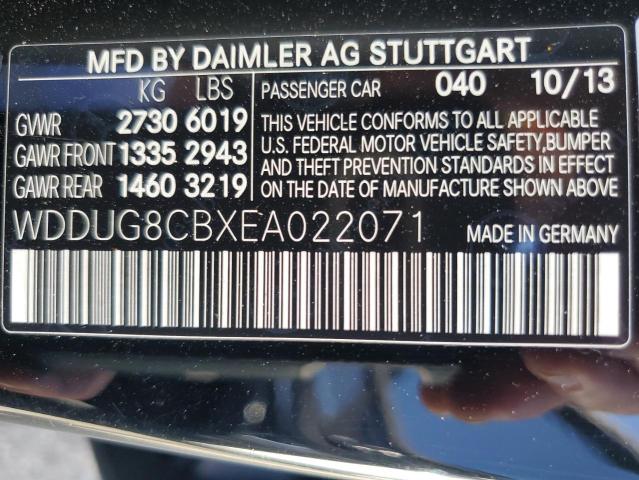 MFD BY DAIMLER AG STUTTGART
KG LBS
GVWR 2730 6019
GAWR FRONT 1335 2943
GAWR REAR 1460 3219
PASSENGER CAR 040 10/13
THIS VEHICLE CONFORMS TO ALL APPLICABLE
U.S. FEDERAL MOTOR VEHICLE SAFETY,BUMPER
AND THEFT PREVENTION STANDARDS IN EFFECT
ON THE DATE OF MANUFACTURE SHOWN ABOVE
WDDUG8CBXEA022071 MADE IN GERMANY